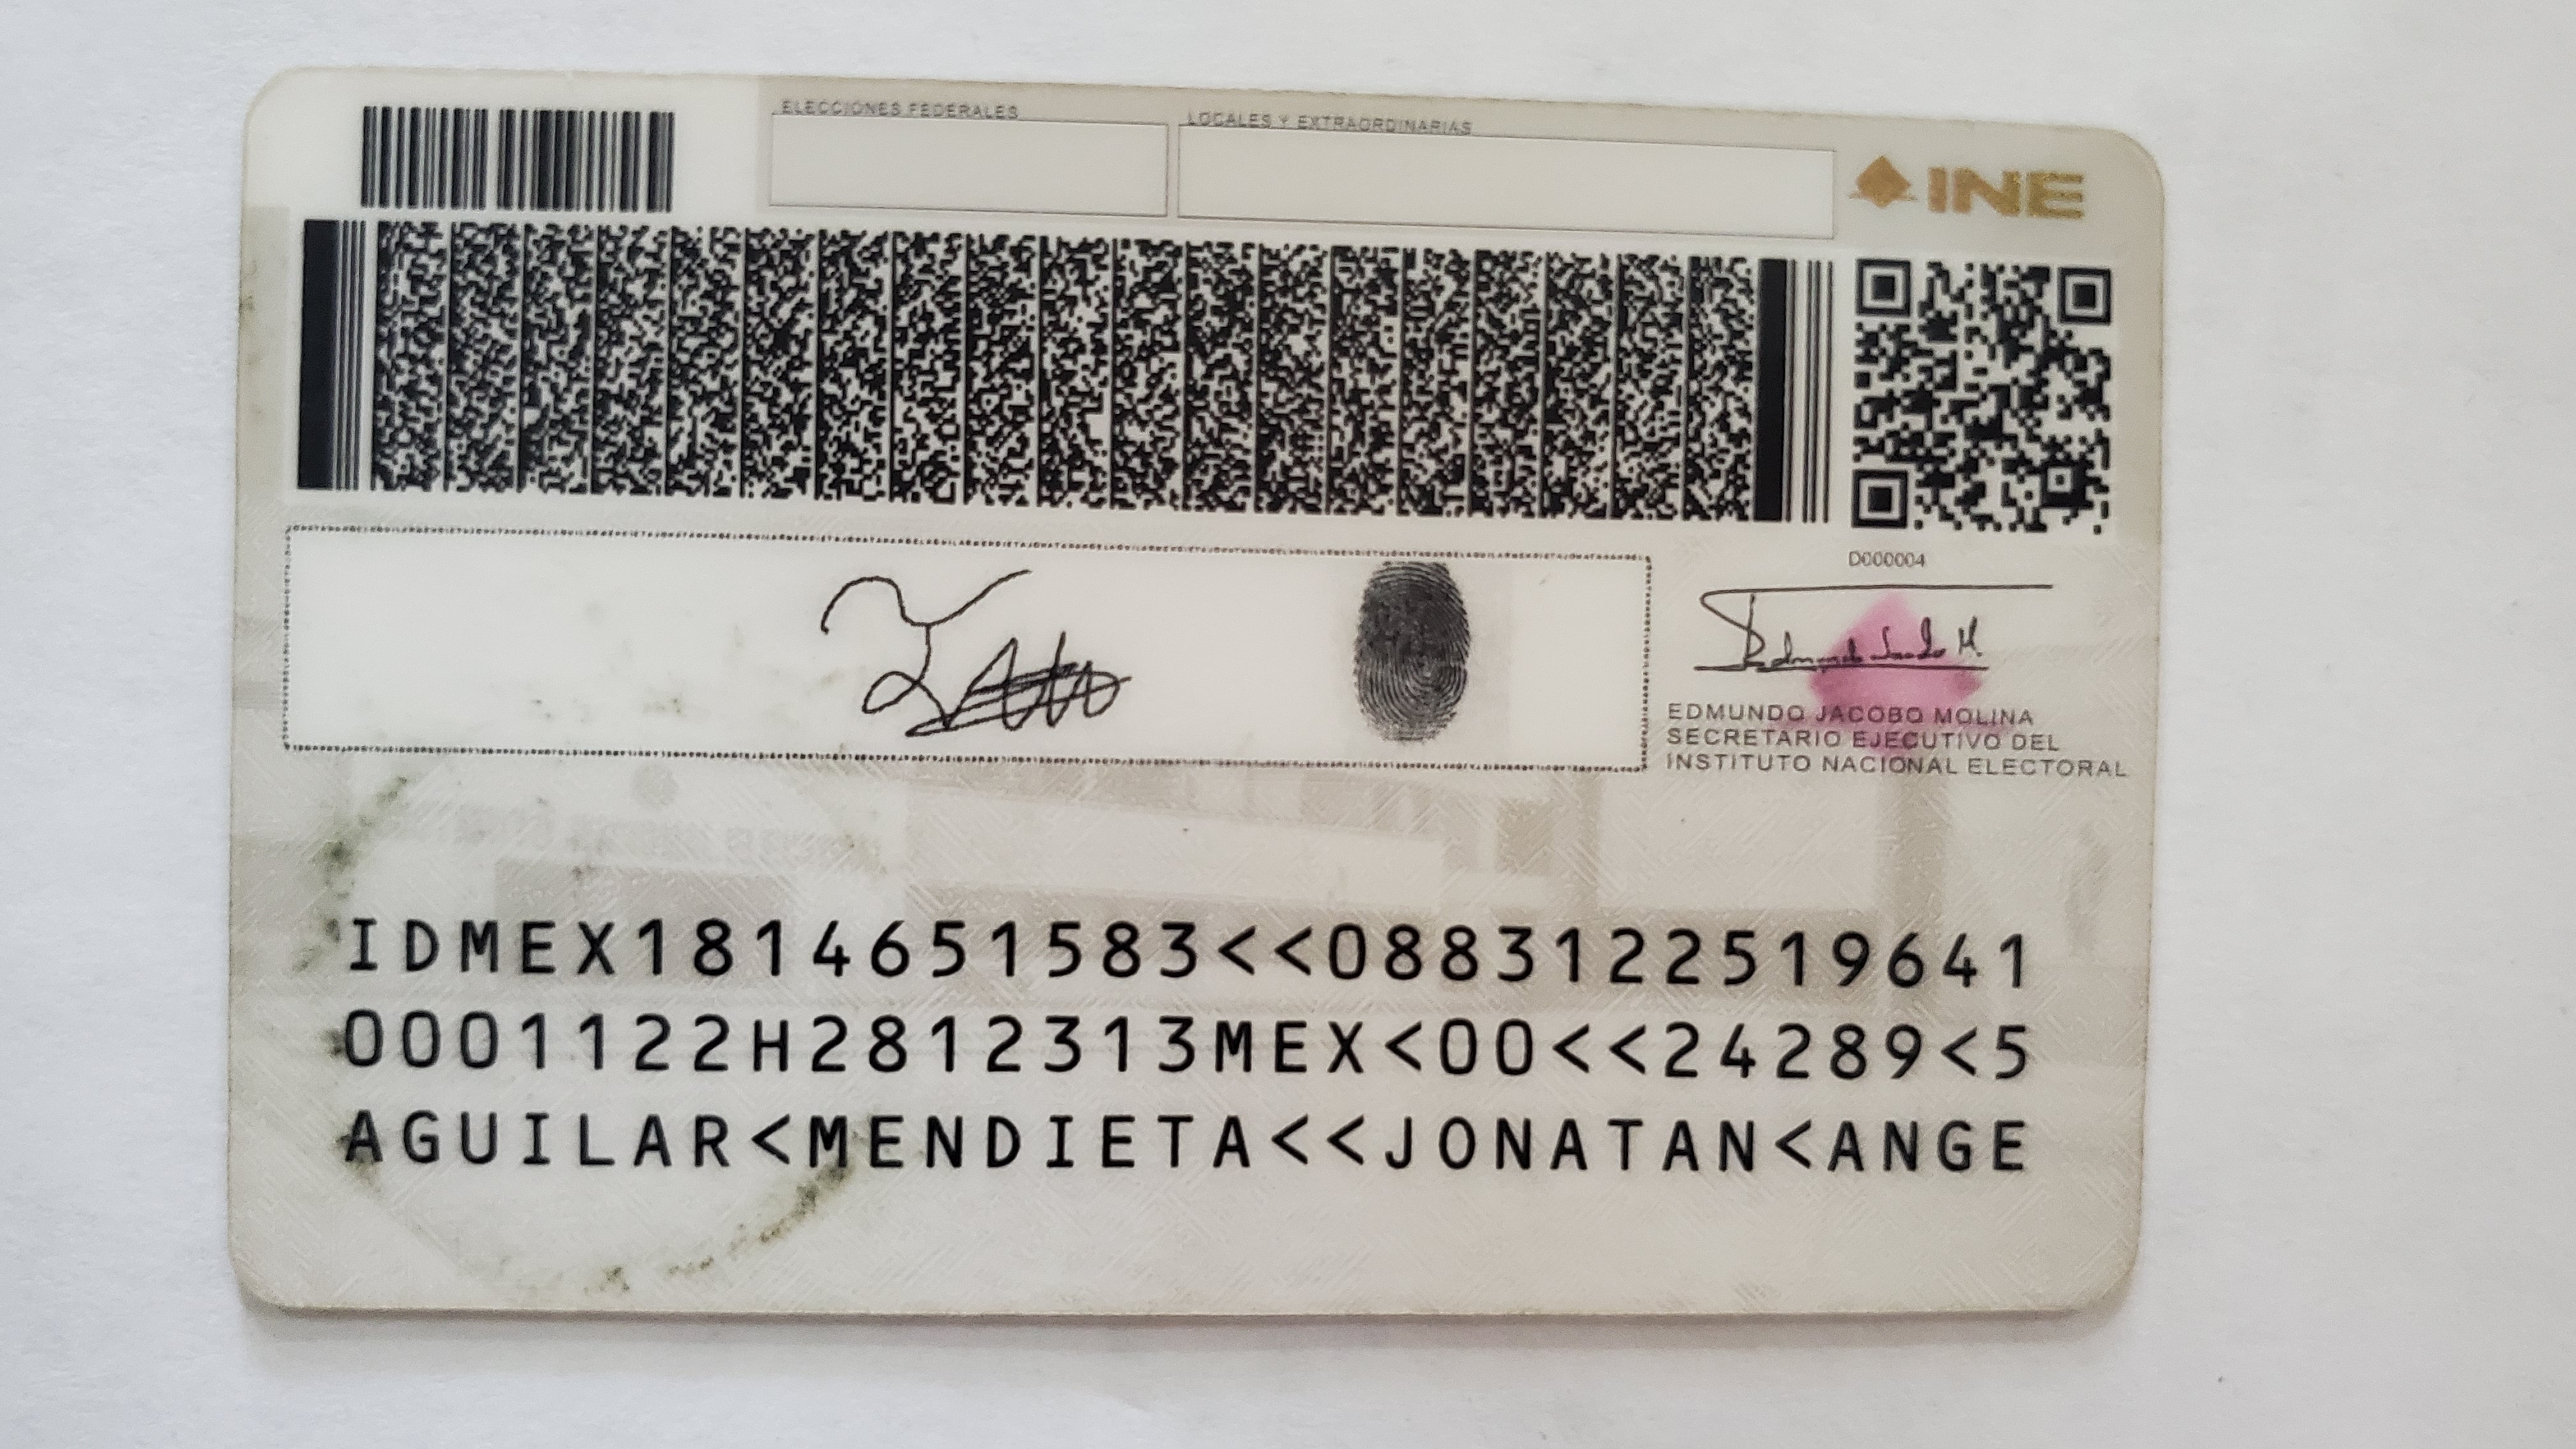 ELECCIONES FEDERALES
LOCALES Y EXTRAORDINARIAS
INE
D000004
EDMUNDO JACOBO MOLINA
SECRETARIO EJECUTIVO DEL
INSTITUTO NACIONAL ELECTORAL
IDMEX1814651583<<0883122519641
0001122H2812313MEX<00<<24289<5
AGUILAR<MENDIETA<<JONATAN<ANGE